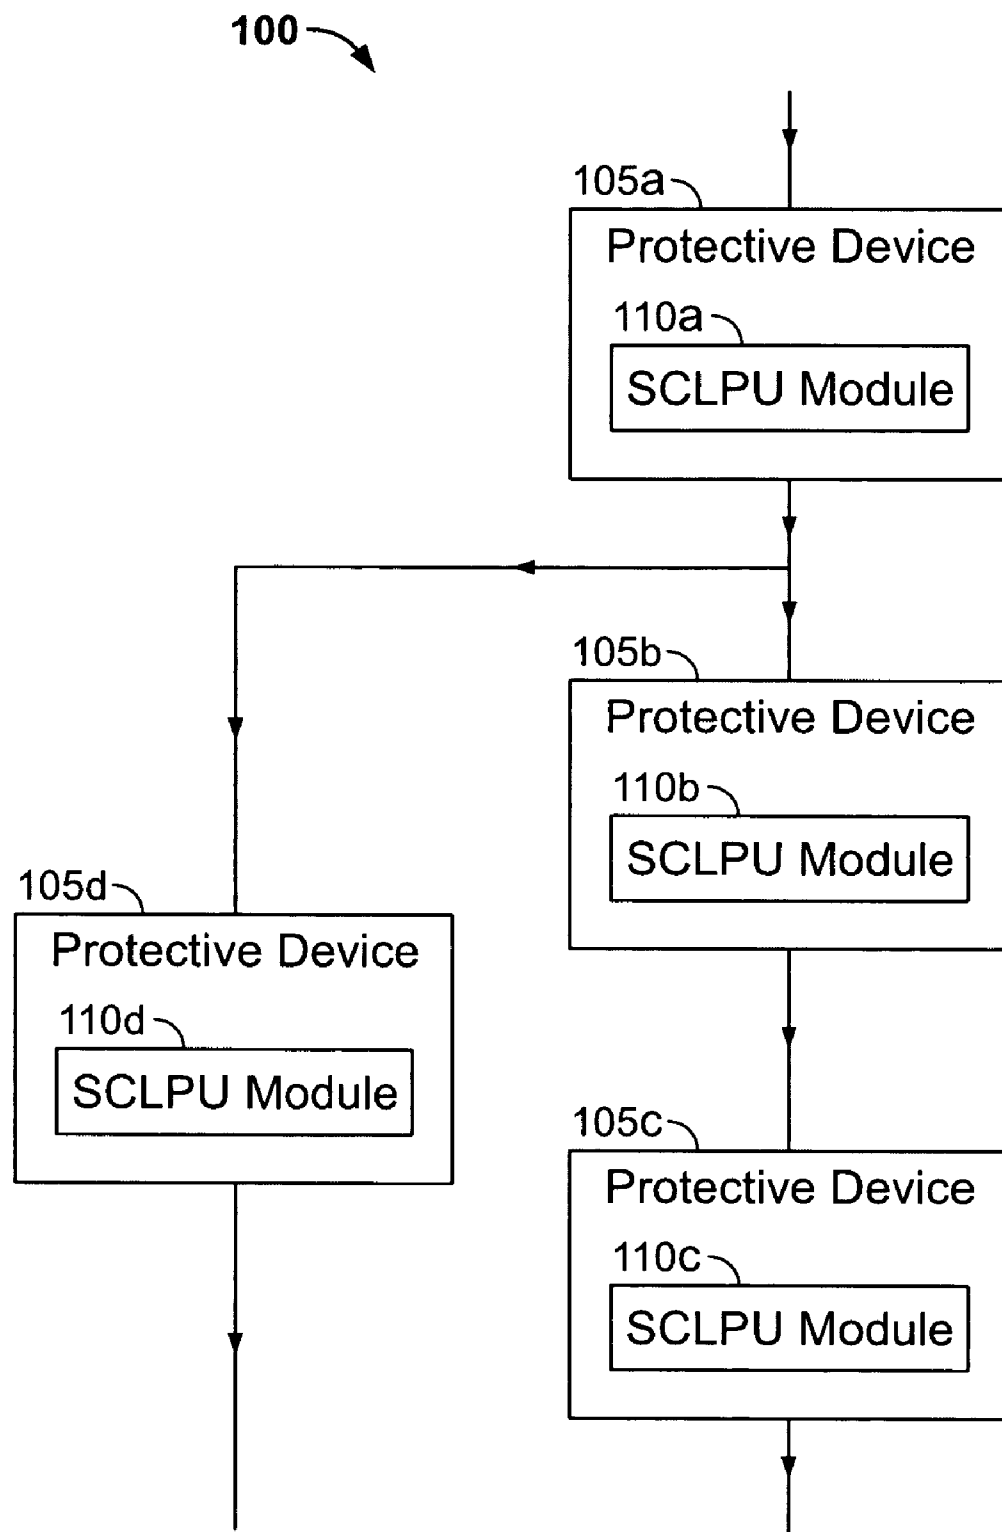 100
105a
Protective Device
110a
SCLPU Module
105b
Protective Device
110b
SCLPU Module
105d
Protective Device
110d
SCLPU Module
105c
Protective Device
110c
SCLPU Module